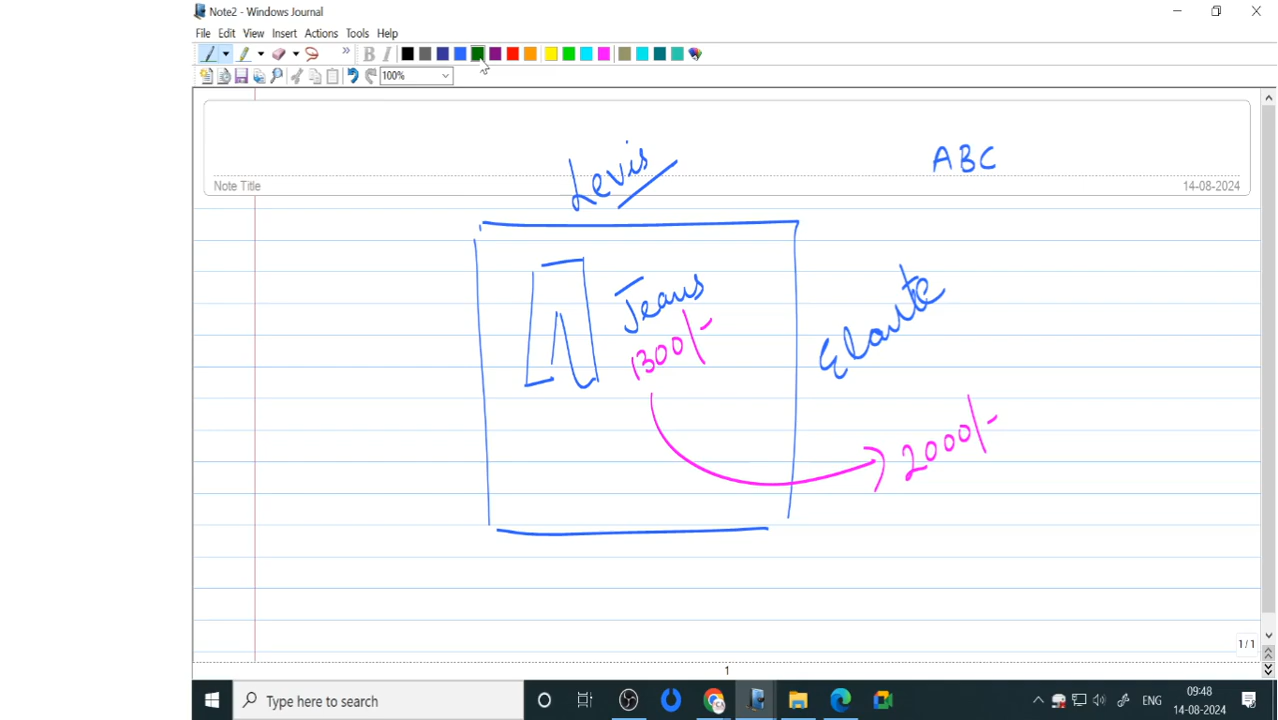 Note2 - Windows Journal
File Edit View Insert Actions Tools Help
» B I
100%
Levis
ABC
Note Title
14-08-2024
Jeans
1300/-
Elante
2000/-
1/1
1
Type here to search
ENG
09:48
14-08-2024